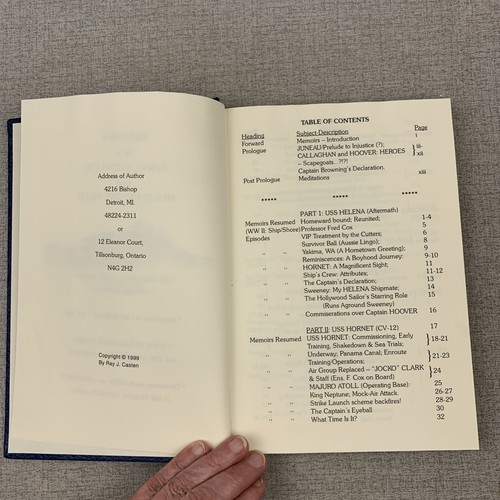 Address of Author
4216 Bishop
Detroit, MI.
48224-2311
or
12 Eleanor Court,
Tillsonburg, Ontario
N4G 2H2
Copyright © 1999
By Ray J. Casten
TABLE OF CONTENTS
Heading Subject-Description Page
Forward Memoirs – Introduction i
Prologue JUNEAU Prelude to Injustice (?); ii-
CALLAGHAN and HOOVER: HEROES xii
– Scapegoats...?!?!
Captain Browning's Declaration.
Post Prologue Meditations xiii
***** ***** *****
PART 1: USS HELENA (Aftermath)
Memoirs Resumed Homeward bound; Reunited; 1-4
(WW II: Ship/Shore) Professor Fred Cox 5
Episodes VIP Treatment by the Cutters; 6
" " Survivor Ball (Aussie Lingo); 8
" " Yakima, WA (A Hometown Greeting); 9
" " Reminiscences: A Boyhood Journey: 9-10
" " HORNET: A Magnificent Sight; 11
" " Ship's Crew: Attributes; 11-12
" " The Captain's Declaration; 13
" " Sweeney: My HELENA Shipmate; 14
" " The Hollywood Sailor's Starring Role 15
(Runs Aground Sweeney)
" " Commiserations over Captain HOOVER 16
PART II: USS HORNET (CV-12) 17
Memoirs Resumed USS HORNET: Commissioning, Early 18-21
Training, Shakedown & Sea Trials;
" " Underway; Panama Canal; Enroute 21-23
Training/Operations;
" " Air Group Replaced – "JOCKO" CLARK 24
& Staff (Ens. F. Cox on Board)
" " MAJURO ATOLL (Operating Base): 25
" " King Neptune; Mock-Air Attack. 26-27
" " Strike Launch scheme backfires! 28-29
" " The Captain's Eyeball 30
" " What Time Is It? 32